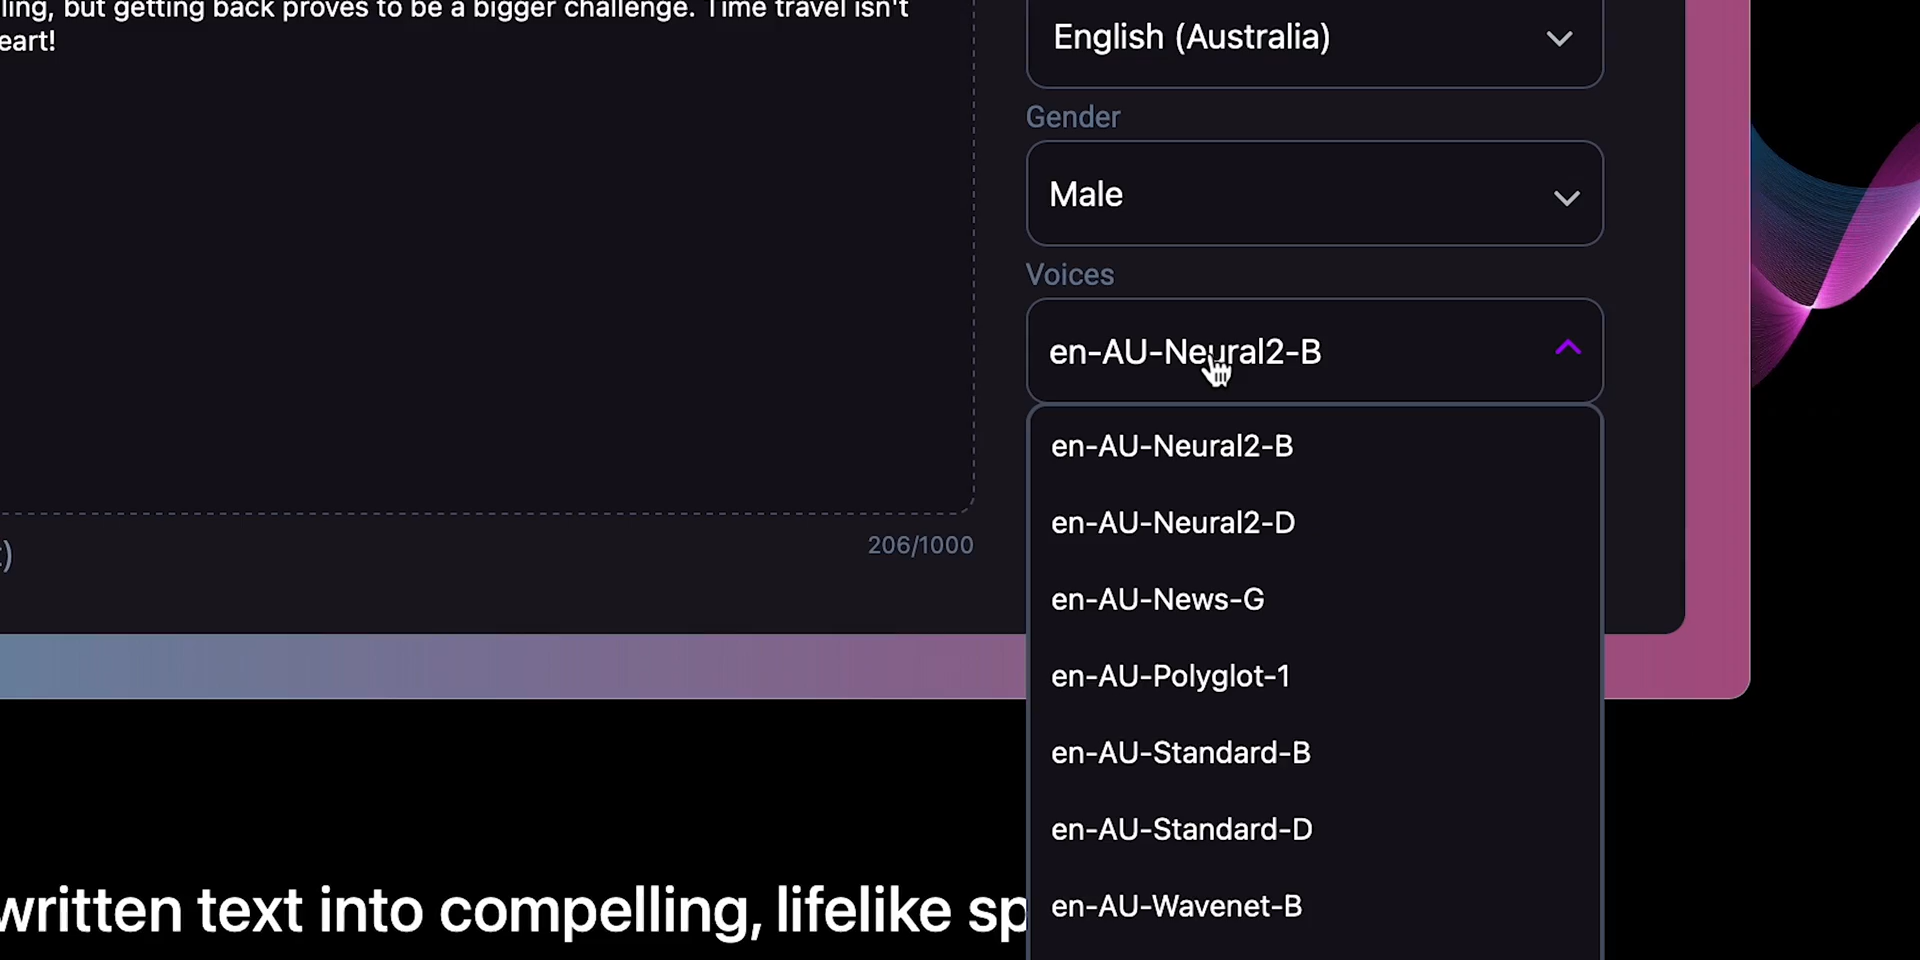 ling, but getting back proves to be a bigger challenge. Time travel isn't
eart!
206/1000
English (Australia)
Gender
Male
Voices
en-AU-Neural2-B
en-AU-Neural2-B
en-AU-Neural2-D
en-AU-News-G
en-AU-Polyglot-1
en-AU-Standard-B
en-AU-Standard-D
en-AU-Wavenet-B
written text into compelling, lifelike sp